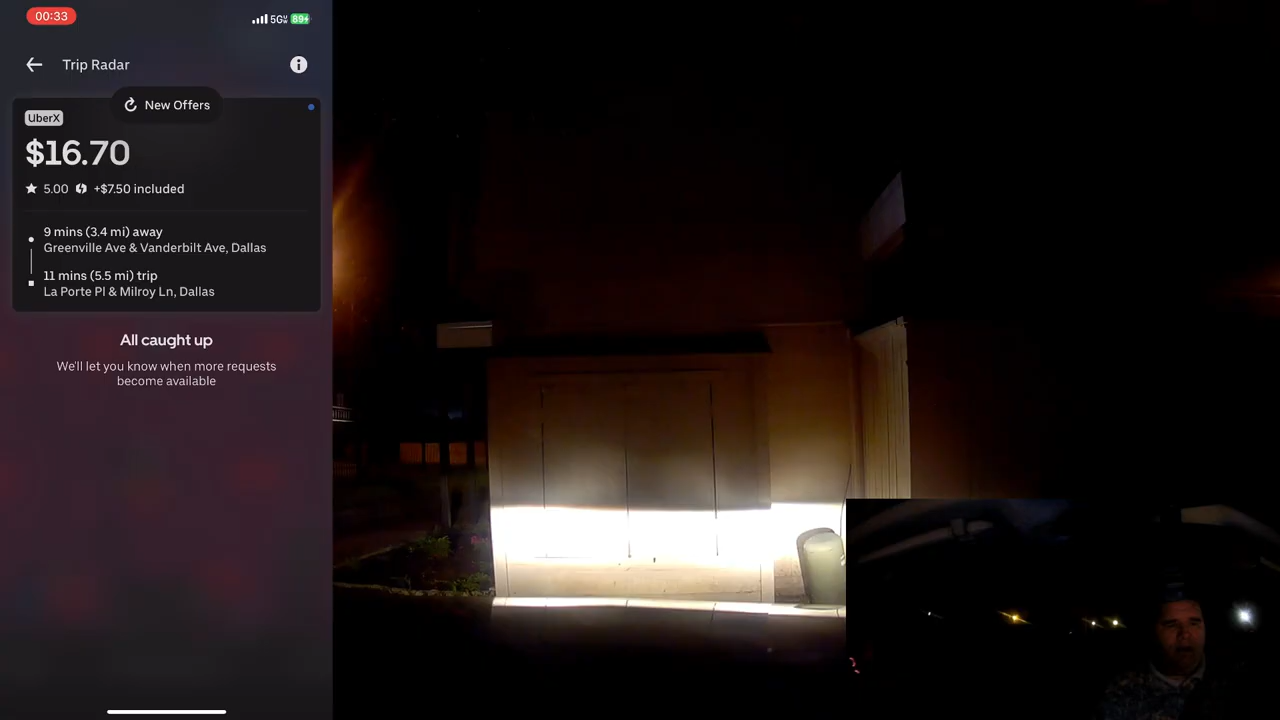 00:33
5G 89+
Trip Radar
New Offers
UberX
$16.70
5.00 +$7.50 included
9 mins (3.4 mi) away
Greenville Ave & Vanderbilt Ave, Dallas
11 mins (5.5 mi) trip
La Porte Pl & Milroy Ln, Dallas
All caught up
We'll let you know when more requests
become available